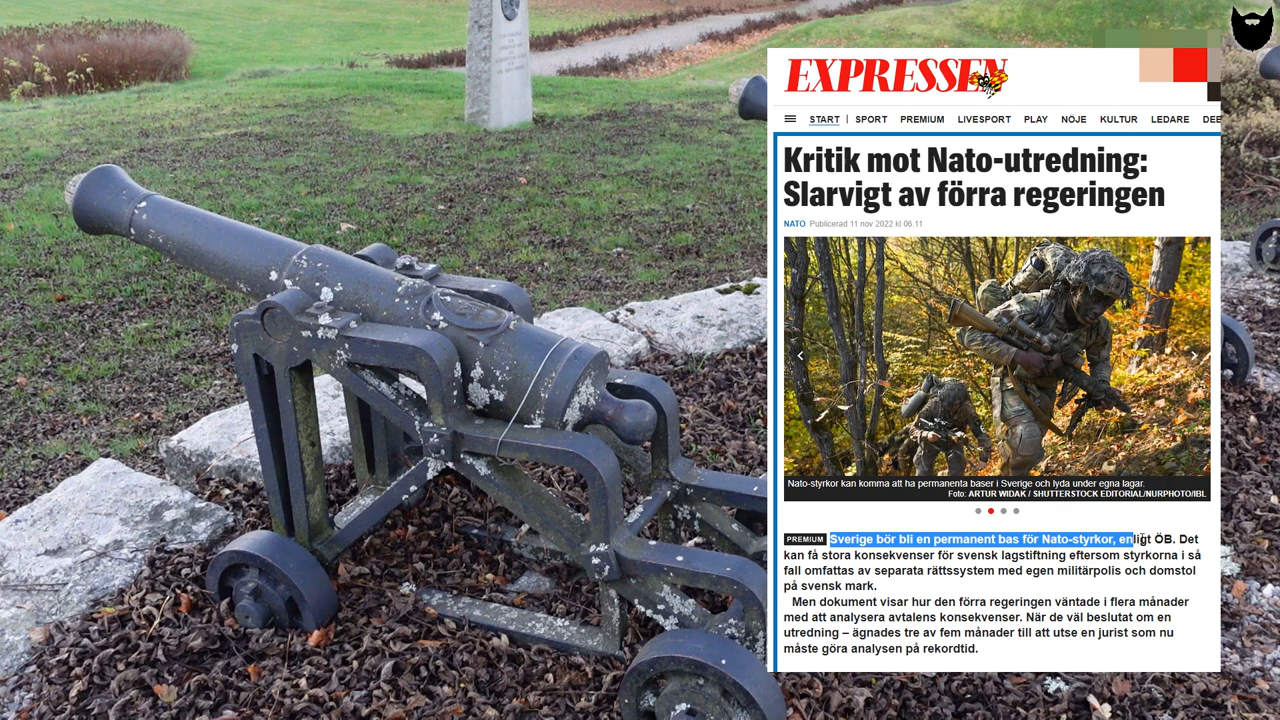 EXPRESSEN
START | SPORT PREMIUM LIVESPORT PLAY NÖJE KULTUR LEDARE DEB
Kritik mot Nato-utredning:
Slarvigt av förra regeringen
NATO Publicerad 11 nov 2022 kl 06.11
Nato-styrkor kan komma att ha permanenta baser i Sverige och lyda under egna lagar.
Foto: ARTUR WIDAK / SHUTTERSTOCK EDITORIAL/NURPHOTO/IBL
PREMIUM Sverige bör bli en permanent bas för Nato-styrkor, enligt ÖB. Det
kan få stora konsekvenser för svensk lagstiftning eftersom styrkorna i så
fall omfattas av separata rättssystem med egen militärpolis och domstol
på svensk mark.
Men dokument visar hur den förra regeringen väntade i flera månader
med att analysera avtalens konsekvenser. När de väl beslutat om en
utredning – ägnades tre av fem månader till att utse en jurist som nu
måste göra analysen på rekordtid.